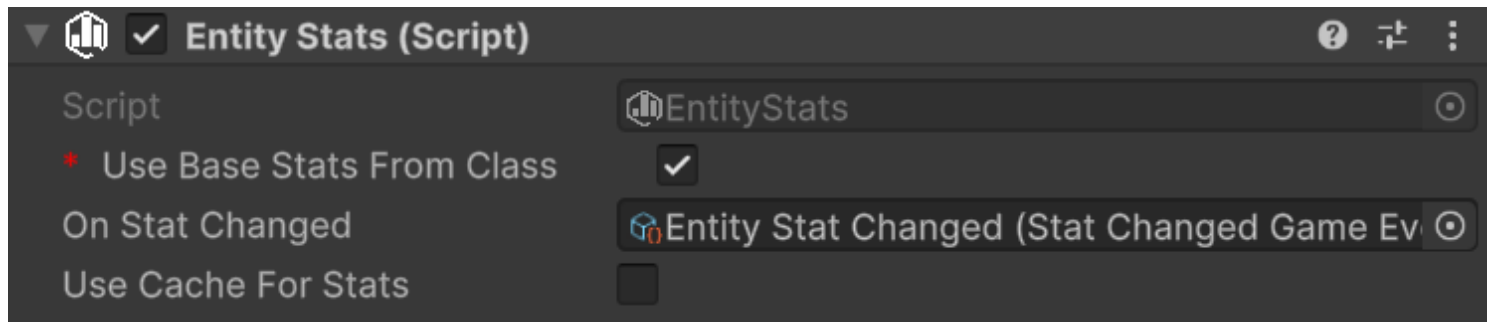 Entity Stats (Script)
Script EntityStats
* Use Base Stats From Class
On Stat Changed Entity Stat Changed (Stat Changed Game Ev
Use Cache For Stats